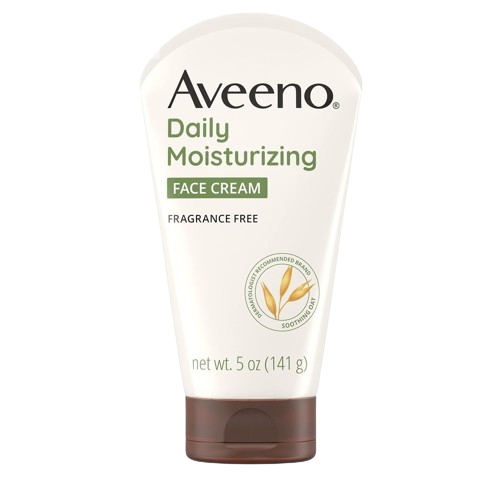 Aveeno®
Daily
Moisturizing
FACE CREAM
FRAGRANCE FREE
DERMATOLOGIST RECOMMENDED BRAND
SOOTHING OAT
net wt. 5 oz (141 g)